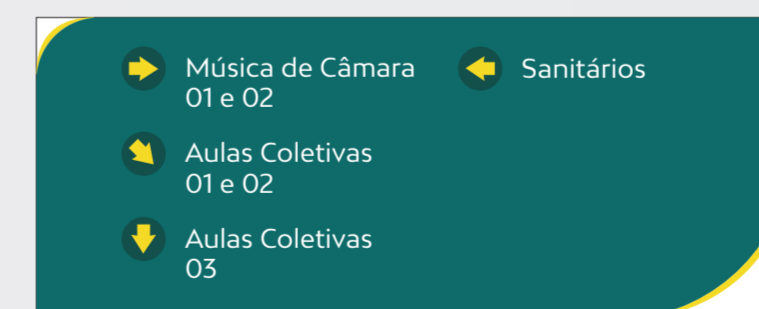 Música de Câmara
01 e 02
Aulas Coletivas
01 e 02
Aulas Coletivas
03
Sanitários